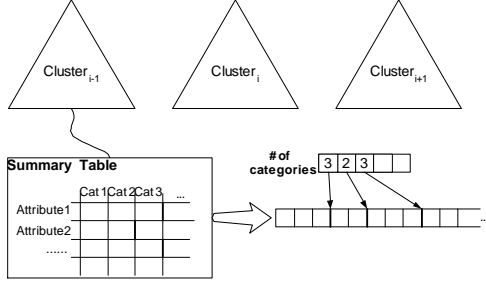 Cluster i-1 Cluster i Cluster i+1
Summary Table
# of
categories 3 2 3
Cat 1 Cat 2 Cat 3 ...
Attribute1
Attribute2
......
...